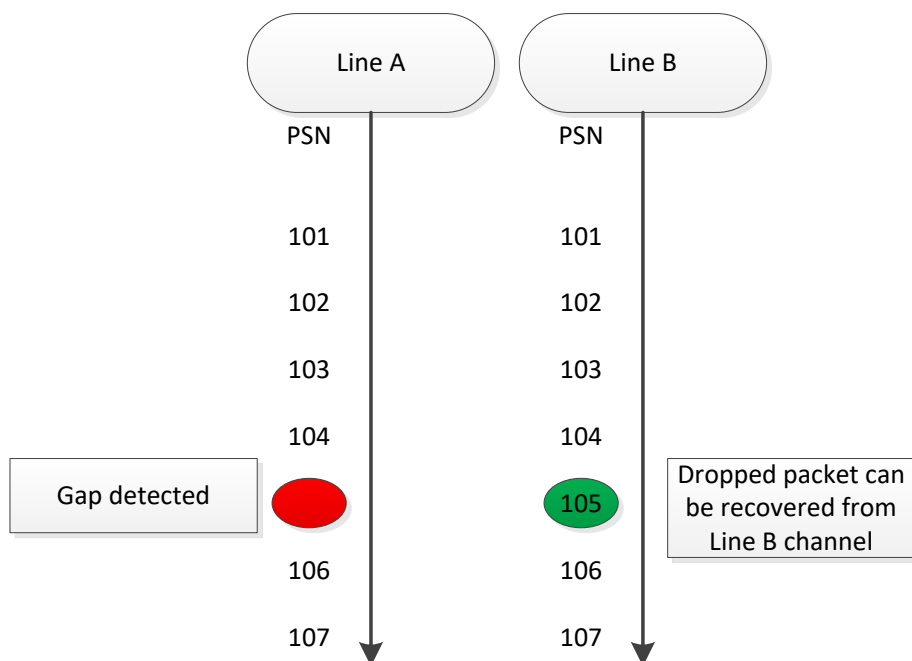 Line A
Line B
PSN
PSN
101
101
102
102
103
103
104
104
Gap detected
105
Dropped packet can
be recovered from
Line B channel
106
106
107
107